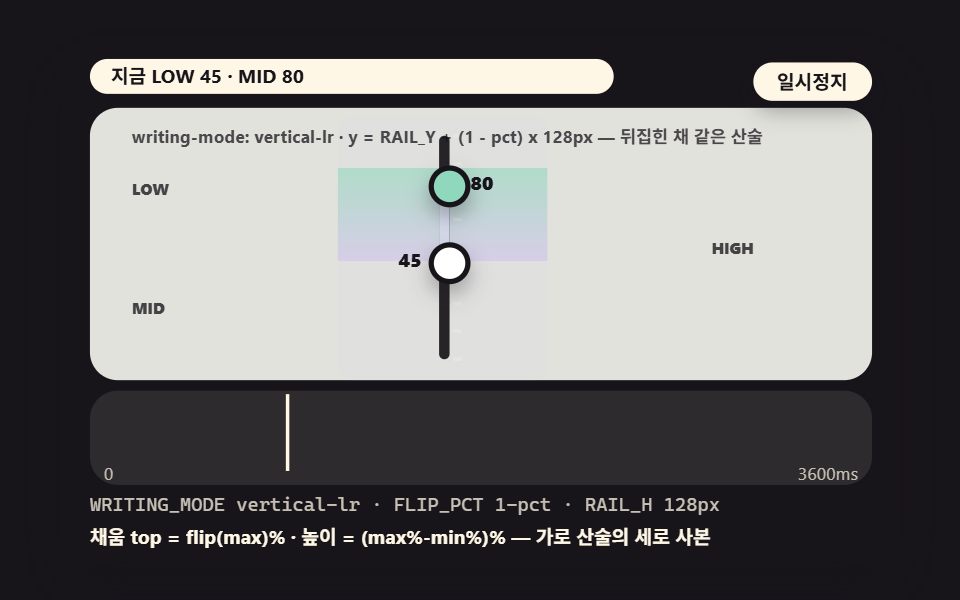 지금 LOW 45 · MID 80
일시정지
writing-mode: vertical-lr · y = RAIL_Y + (1 - pct) x 128px — 뒤집힌 채 같은 산술
LOW
80
HIGH
45
MID
0
3600ms
WRITING_MODE vertical-lr · FLIP_PCT 1-pct · RAIL_H 128px
채움 top = flip(max)% · 높이 = (max%-min%)% — 가로 산술의 세로 사본